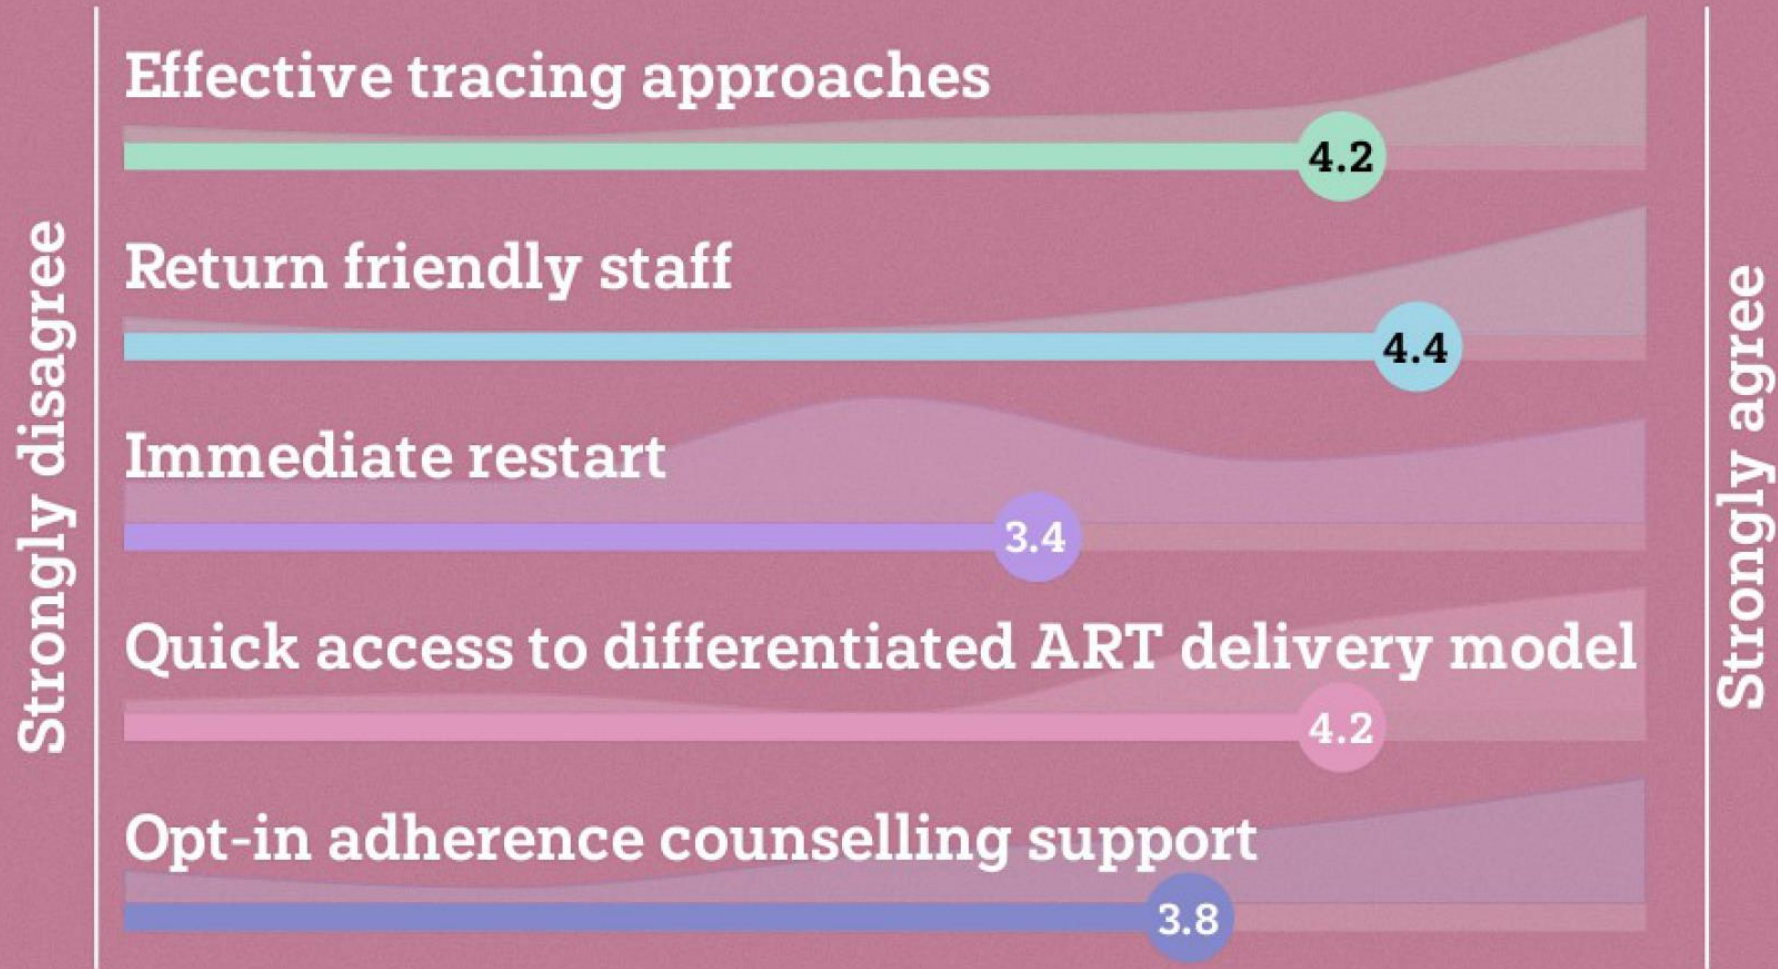 Strongly disagree
Effective tracing approaches
4.2
Return friendly staff
4.4
Immediate restart
3.4
Quick access to differentiated ART delivery model
4.2
Opt-in adherence counselling support
3.8
Strongly agree